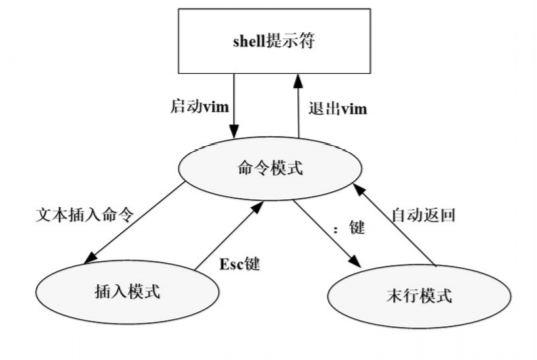 shell提示符
启动vim
退出vim
命令模式
文本插入命令
自动返回
：键
Esc键
插入模式
末行模式